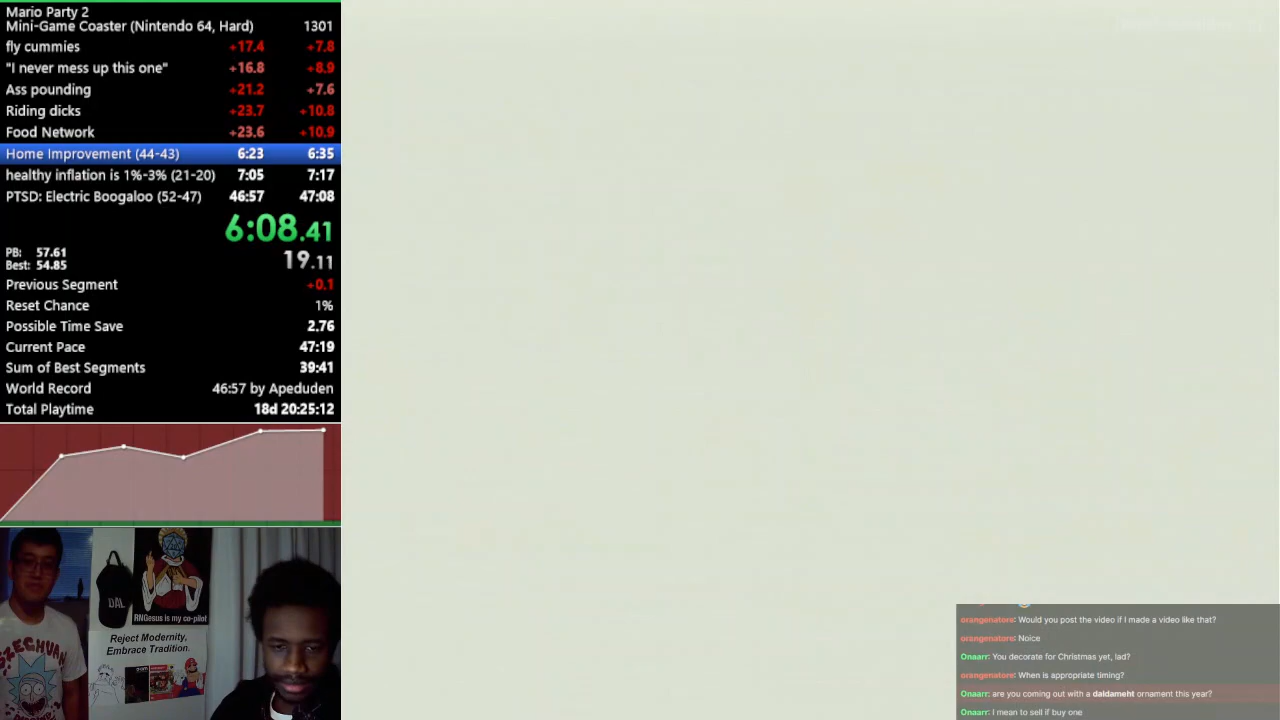 Mario Party 2
Mini-Game Coaster (Nintendo 64, Hard) 1301
fly cummies +17.4 +7.8
"I never mess up this one" +16.8 +8.9
Ass pounding +21.2 +7.6
Riding dicks +23.7 +10.8
Food Network +23.6 +10.9
Home Improvement (44-43) 6:23 6:35
healthy inflation is 1%-3% (21-20) 7:05 7:17
PTSD: Electric Boogaloo (52-47) 46:57 47:08
6:08.41
PB: 57.61
Best: 54.85
19.11
Previous Segment +0.1
Reset Chance 1%
Possible Time Save 2.76
Current Pace 47:19
Sum of Best Segments 39:41
World Record 46:57 by Apeduden
Total Playtime 18d 20:25:12
DAL
RNGesus is my co-pilot
Reject Modernity,
Embrace Tradition.
orangenators: Would you post the video if I made a video like that?
orangenators: Noice
Onaarr: You decorate for Christmas yet, lad?
orangenators: When is appropriate timing?
Onaarr: are you coming out with a daldameht ornament this year?
Onaarr: I mean to sell if buy one